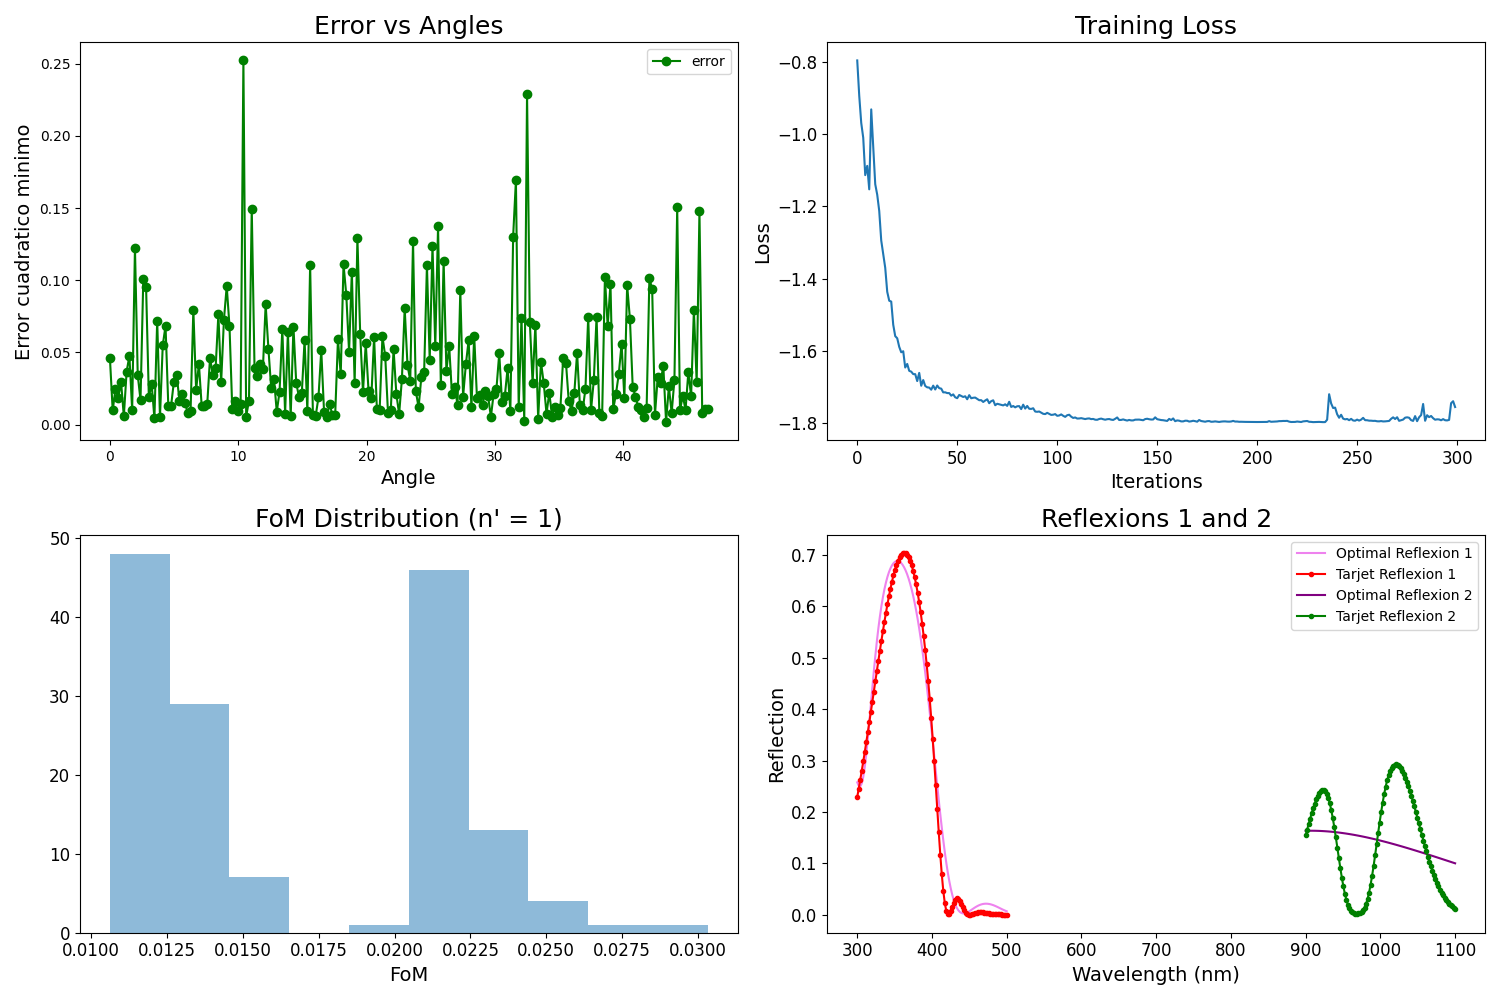 Error vs Angles
Error cuadratico minimo
0.25
0.20
0.15
0.10
0.05
0.00
error
0 10 20 30 40
Angle
Training Loss
Loss
−0.8
−1.0
−1.2
−1.4
−1.6
−1.8
0 50 100 150 200 250 300
Iterations
FoM Distribution (n' = 1)
50
40
30
20
10
0
0.0100 0.0125 0.0150 0.0175 0.0200 0.0225 0.0250 0.0275 0.0300
FoM
Reflexions 1 and 2
Reflection
0.7
0.6
0.5
0.4
0.3
0.2
0.1
0.0
Optimal Reflexion 1
Tarjet Reflexion 1
Optimal Reflexion 2
Tarjet Reflexion 2
300 400 500 600 700 800 900 1000 1100
Wavelength (nm)